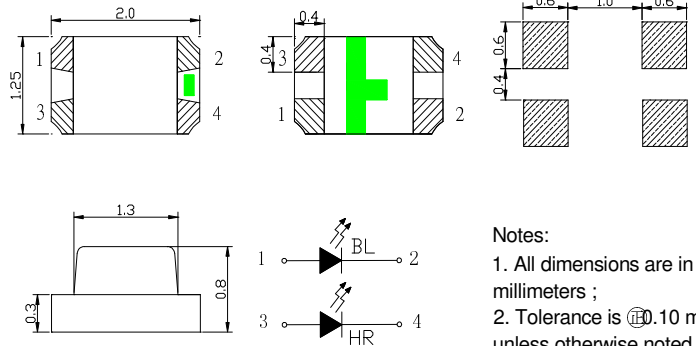 2.0
0.4
0.6 1.0 0.6
1 2
1.25
3 4
0.4
3 4
1 2
0.6
0.4
1.3
0.8
0.3
1 BL 2
3 HR 4
Notes:
1. All dimensions are in
millimeters ;
2. Tolerance is 0.10 m
unless otherwise noted